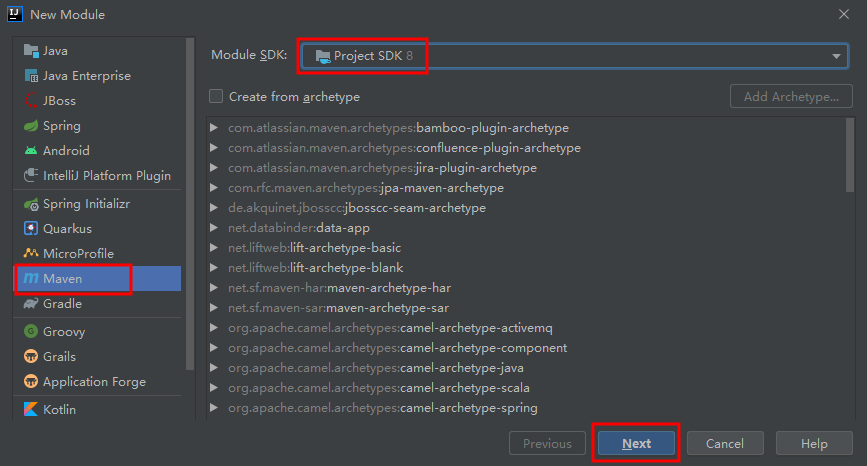 IJ New Module
Java
Java Enterprise
JBoss
Spring
Android
IntelliJ Platform Plugin
Spring Initializr
Quarkus
MicroProfile
m Maven
Gradle
G Groovy
Grails
Application Forge
Kotlin
Module SDK: Project SDK 8
Create from archetype Add Archetype...
com.atlassian.maven.archetypes:bamboo-plugin-archetype
com.atlassian.maven.archetypes:confluence-plugin-archetype
com.atlassian.maven.archetypes:jira-plugin-archetype
com.rfc.maven.archetypes:jpa-maven-archetype
de.akquinet.jbosscc:jbosscc-seam-archetype
net.databinder:data-app
net.liftweb:lift-archetype-basic
net.liftweb:lift-archetype-blank
net.sf.maven-har:maven-archetype-har
net.sf.maven-sar:maven-archetype-sar
org.apache.camel.archetypes:camel-archetype-activemq
org.apache.camel.archetypes:camel-archetype-component
org.apache.camel.archetypes:camel-archetype-java
org.apache.camel.archetypes:camel-archetype-scala
org.apache.camel.archetypes:camel-archetype-spring
Previous Next Cancel Help